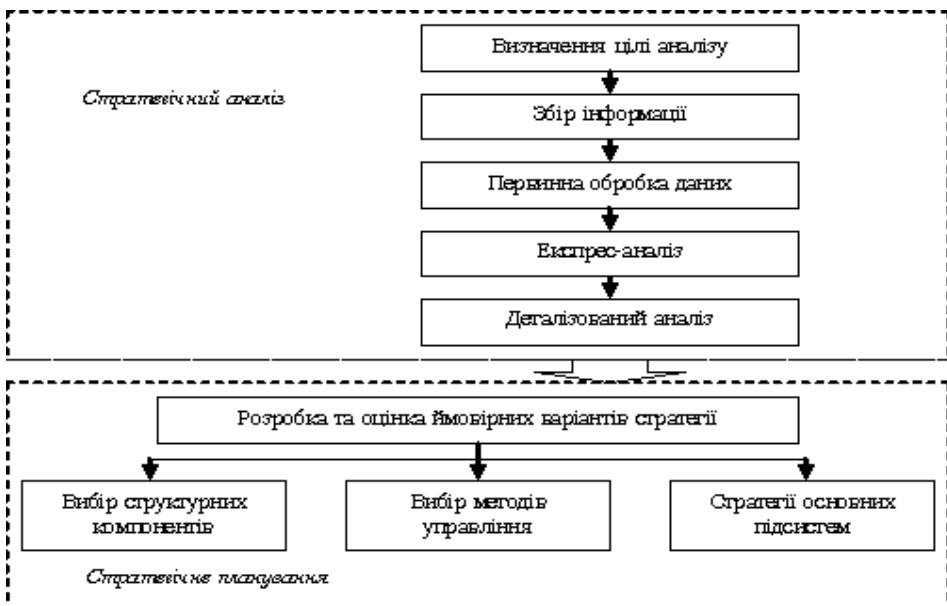 Визначення цілі аналізу
Стратегічний аналіз
Збір інформації
Первинна обробка даних
Експрес-аналіз
Деталізований аналіз
Розробка та оцінка ймовірних варіантів стратегії
Вибір структурних
компонентів
Вибір методів
управління
Стратегії основних
підсистем
Стратегічне планування